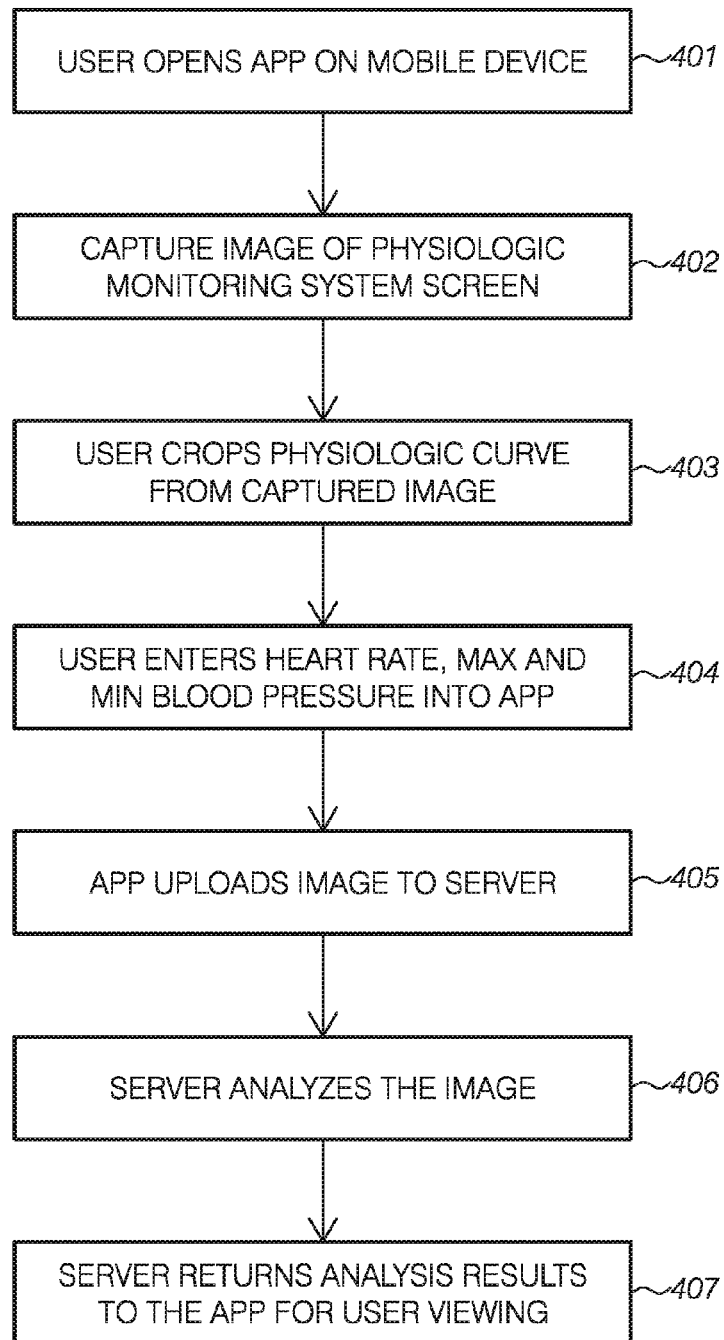 USER OPENS APP ON MOBILE DEVICE
401
CAPTURE IMAGE OF PHYSIOLOGIC
MONITORING SYSTEM SCREEN
402
USER CROPS PHYSIOLOGIC CURVE
FROM CAPTURED IMAGE
403
USER ENTERS HEART RATE, MAX AND
MIN BLOOD PRESSURE INTO APP
404
APP UPLOADS IMAGE TO SERVER
405
SERVER ANALYZES THE IMAGE
406
SERVER RETURNS ANALYSIS RESULTS
TO THE APP FOR USER VIEWING
407